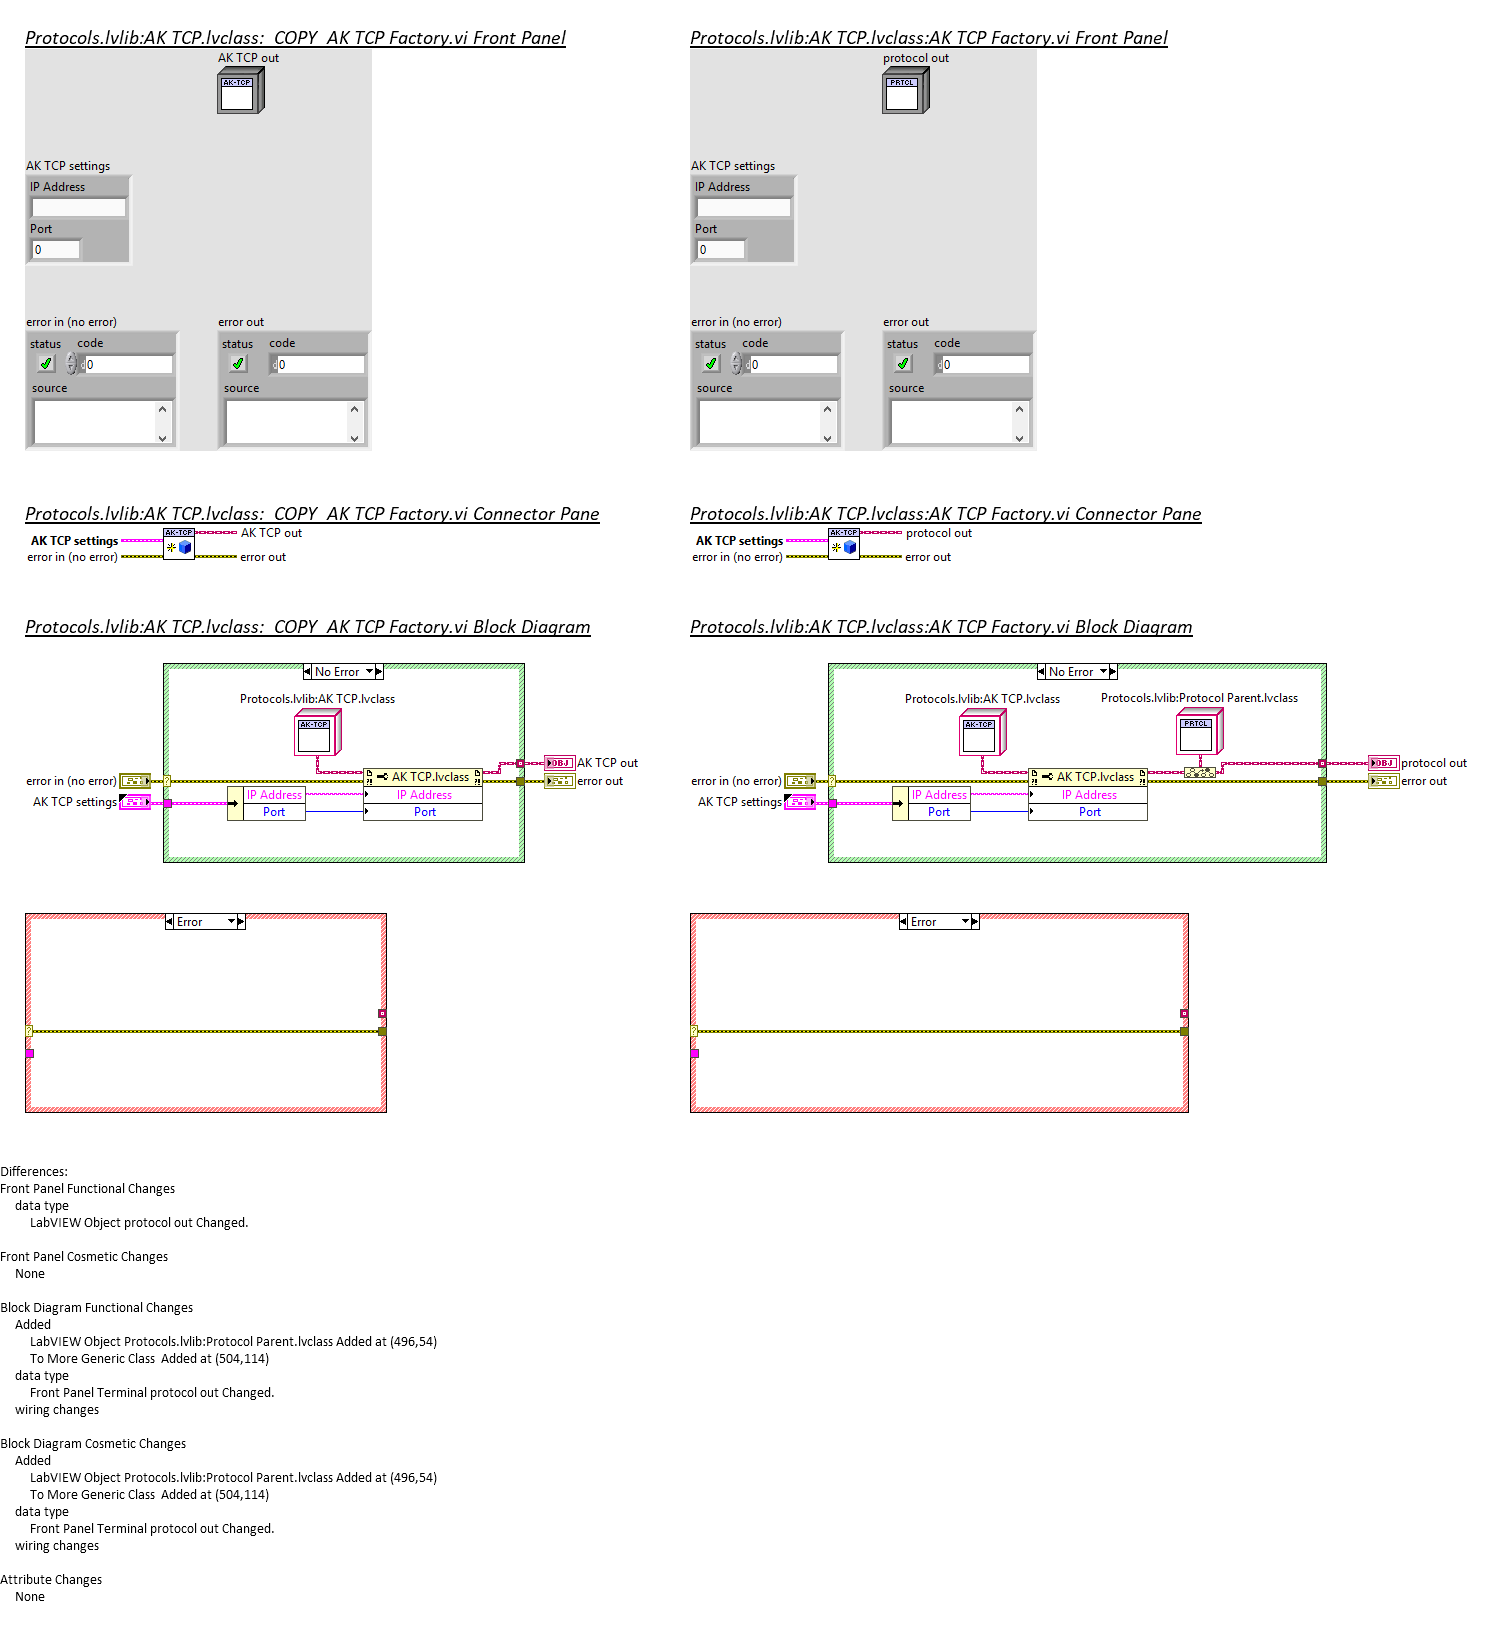 Protocols.lvlib:AK TCP.lvclass:  COPY  AK TCP Factory.vi Front Panel
AK TCP out
AK-TCP
AK TCP settings
IP Address
Port
0
error in (no error)
status code
0
source
error out
status code
0
source
Protocols.lvlib:AK TCP.lvclass:AK TCP Factory.vi Front Panel
protocol out
PRTCL
AK TCP settings
IP Address
Port
0
error in (no error)
status code
0
source
error out
status code
0
source
Protocols.lvlib:AK TCP.lvclass:  COPY  AK TCP Factory.vi Connector Pane
AK-TCP
AK TCP out
AK TCP settings
error in (no error)
error out
Protocols.lvlib:AK TCP.lvclass:AK TCP Factory.vi Connector Pane
AK-TCP
protocol out
AK TCP settings
error in (no error)
error out
Protocols.lvlib:AK TCP.lvclass:  COPY  AK TCP Factory.vi Block Diagram
No Error
Protocols.lvlib:AK TCP.lvclass
AK-TCP
OBJ
AK TCP out
error in (no error)
?
AK TCP.lvclass
error out
AK TCP settings
IP Address
IP Address
Port
Port
Error
?
Protocols.lvlib:AK TCP.lvclass:AK TCP Factory.vi Block Diagram
No Error
Protocols.lvlib:AK TCP.lvclass
Protocols.lvlib:Protocol Parent.lvclass
AK-TCP
PRTCL
OBJ
protocol out
error in (no error)
?
AK TCP.lvclass
error out
AK TCP settings
IP Address
IP Address
Port
Port
Error
?
Differences:
Front Panel Functional Changes
data type
LabVIEW Object protocol out Changed.
Front Panel Cosmetic Changes
None
Block Diagram Functional Changes
Added
LabVIEW Object Protocols.lvlib:Protocol Parent.lvclass Added at (496,54)
To More Generic Class  Added at (504,114)
data type
Front Panel Terminal protocol out Changed.
wiring changes
Block Diagram Cosmetic Changes
Added
LabVIEW Object Protocols.lvlib:Protocol Parent.lvclass Added at (496,54)
To More Generic Class  Added at (504,114)
data type
Front Panel Terminal protocol out Changed.
wiring changes
Attribute Changes
None